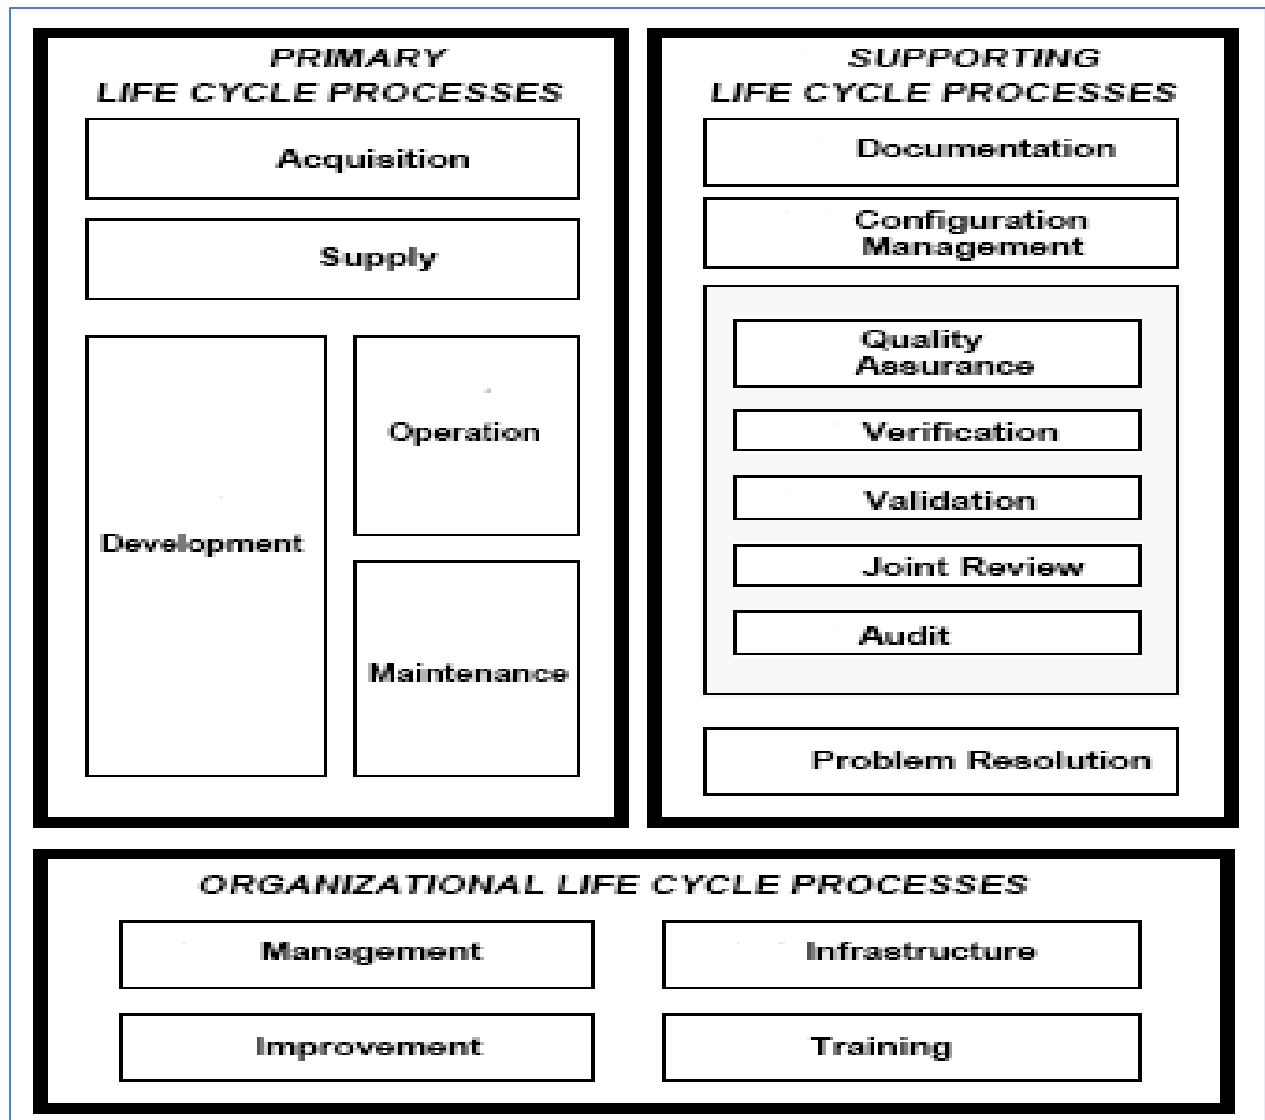 PRIMARY
LIFE CYCLE PROCESSES
Acquisition
Supply
Development
Operation
Maintenance
SUPPORTING
LIFE CYCLE PROCESSES
Documentation
Configuration
Management
Quality
Assurance
Verification
Validation
Joint Review
Audit
Problem Resolution
ORGANIZATIONAL LIFE CYCLE PROCESSES
Management
Infrastructure
Improvement
Training